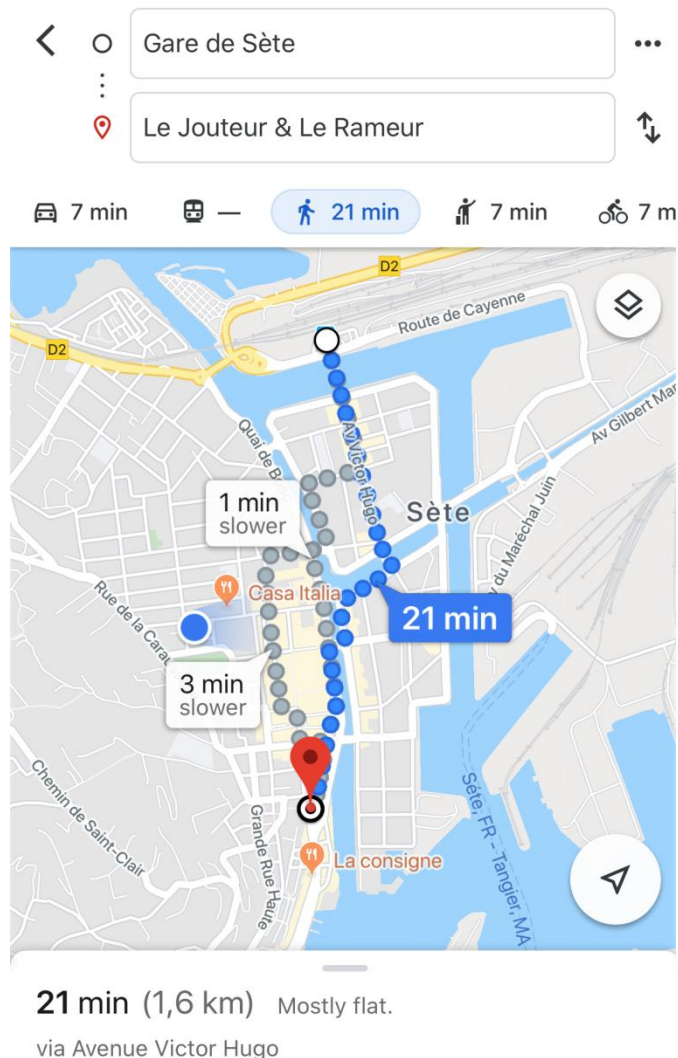 Gare de Sète
Le Jouteur & Le Rameur
7 min
—
21 min
7 min
7 m
D2
Route de Cayenne
D2
Av Gilbert Mar
Quai de B
Av Victor Hugo
1 min
slower
Sète
du Maréchal Juin
Casa Italia
Rue de la Cara
21 min
3 min
slower
Chemin de Saint-Clair
Grande Rue Haute
Séte, FR - Tangier, MA
La consigne
21 min (1,6 km) Mostly flat.
via Avenue Victor Hugo